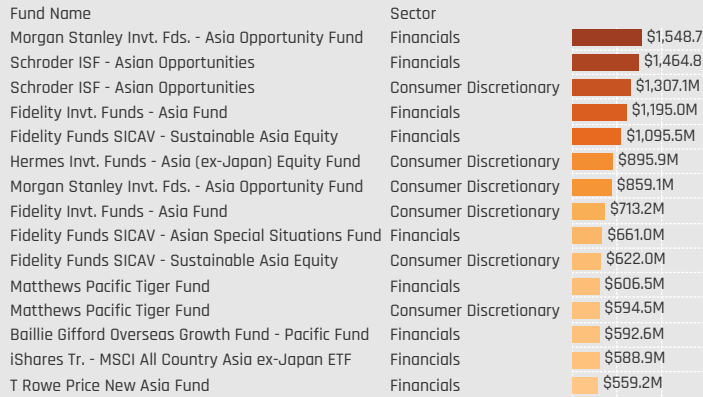 Fund Name Sector
Morgan Stanley Invt. Fds. - Asia Opportunity Fund Financials $1,548.7
Schroder ISF - Asian Opportunities Financials $1,464.8
Schroder ISF - Asian Opportunities Consumer Discretionary $1,307.1M
Fidelity Invt. Funds - Asia Fund Financials $1,195.0M
Fidelity Funds SICAV - Sustainable Asia Equity Financials $1,095.5M
Hermes Invt. Funds - Asia (ex-Japan) Equity Fund Consumer Discretionary $895.9M
Morgan Stanley Invt. Fds. - Asia Opportunity Fund Consumer Discretionary $859.1M
Fidelity Invt. Funds - Asia Fund Consumer Discretionary $713.2M
Fidelity Funds SICAV - Asian Special Situations Fund Financials $661.0M
Fidelity Funds SICAV - Sustainable Asia Equity Consumer Discretionary $622.0M
Matthews Pacific Tiger Fund Financials $606.5M
Matthews Pacific Tiger Fund Consumer Discretionary $594.5M
Baillie Gifford Overseas Growth Fund - Pacific Fund Financials $592.6M
iShares Tr. - MSCI All Country Asia ex-Japan ETF Financials $588.9M
T Rowe Price New Asia Fund Financials $559.2M